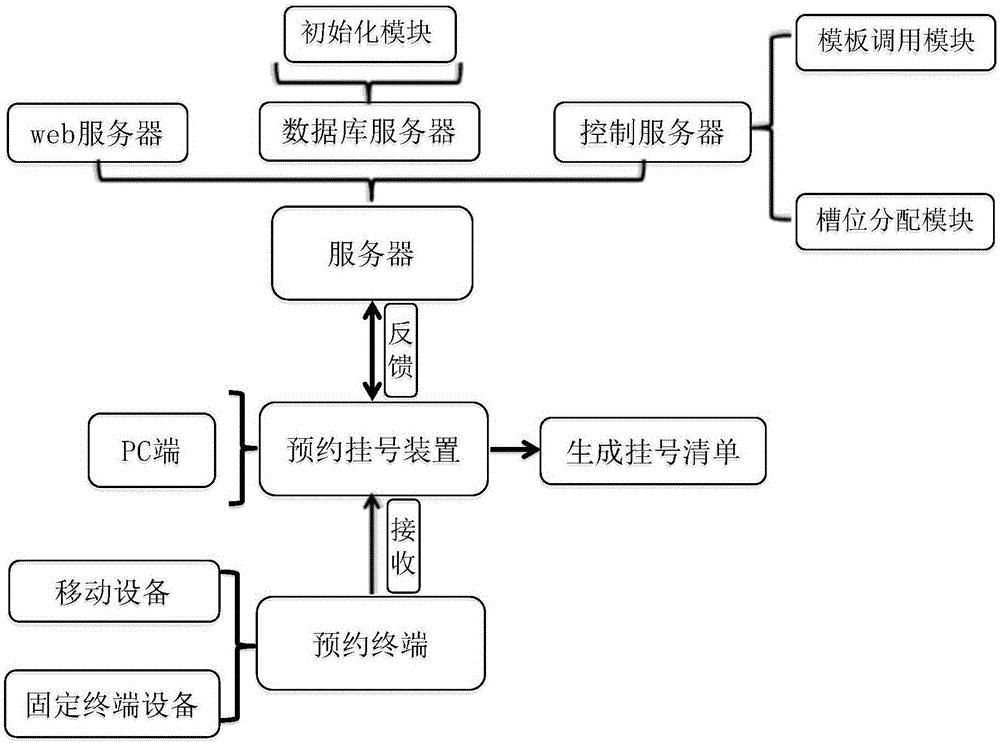 初始化模块
模板调用模块
web服务器
数据库服务器
控制服务器
槽位分配模块
服务器
反馈
PC端
预约挂号装置
生成挂号清单
接收
移动设备
预约终端
固定终端设备